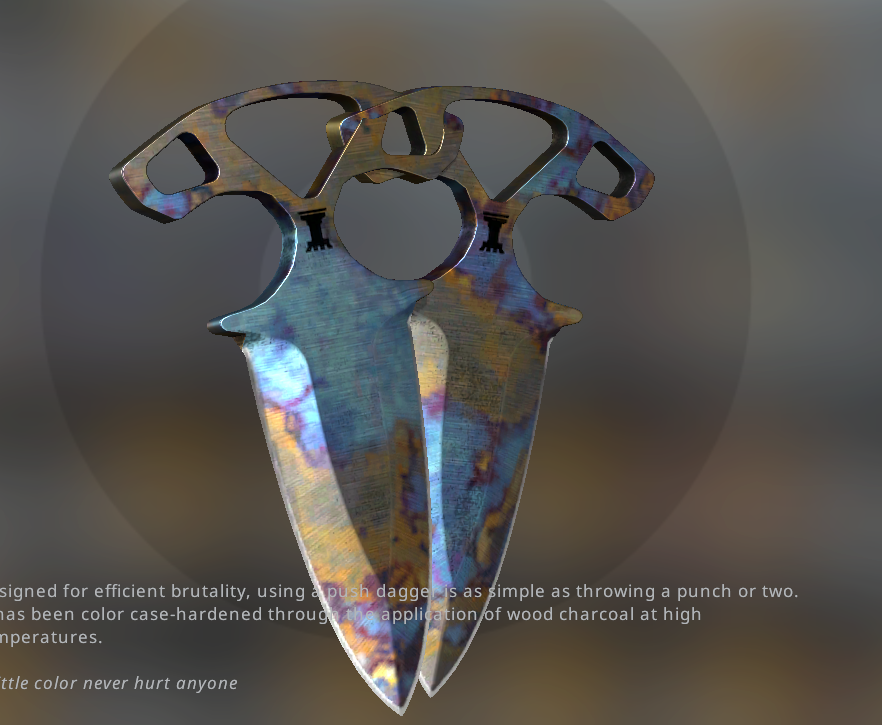 signed for efficient brutality, using a push dagger is as simple as throwing a punch or two.
has been color case-hardened through the application of wood charcoal at high
mperatures.
ttle color never hurt anyone